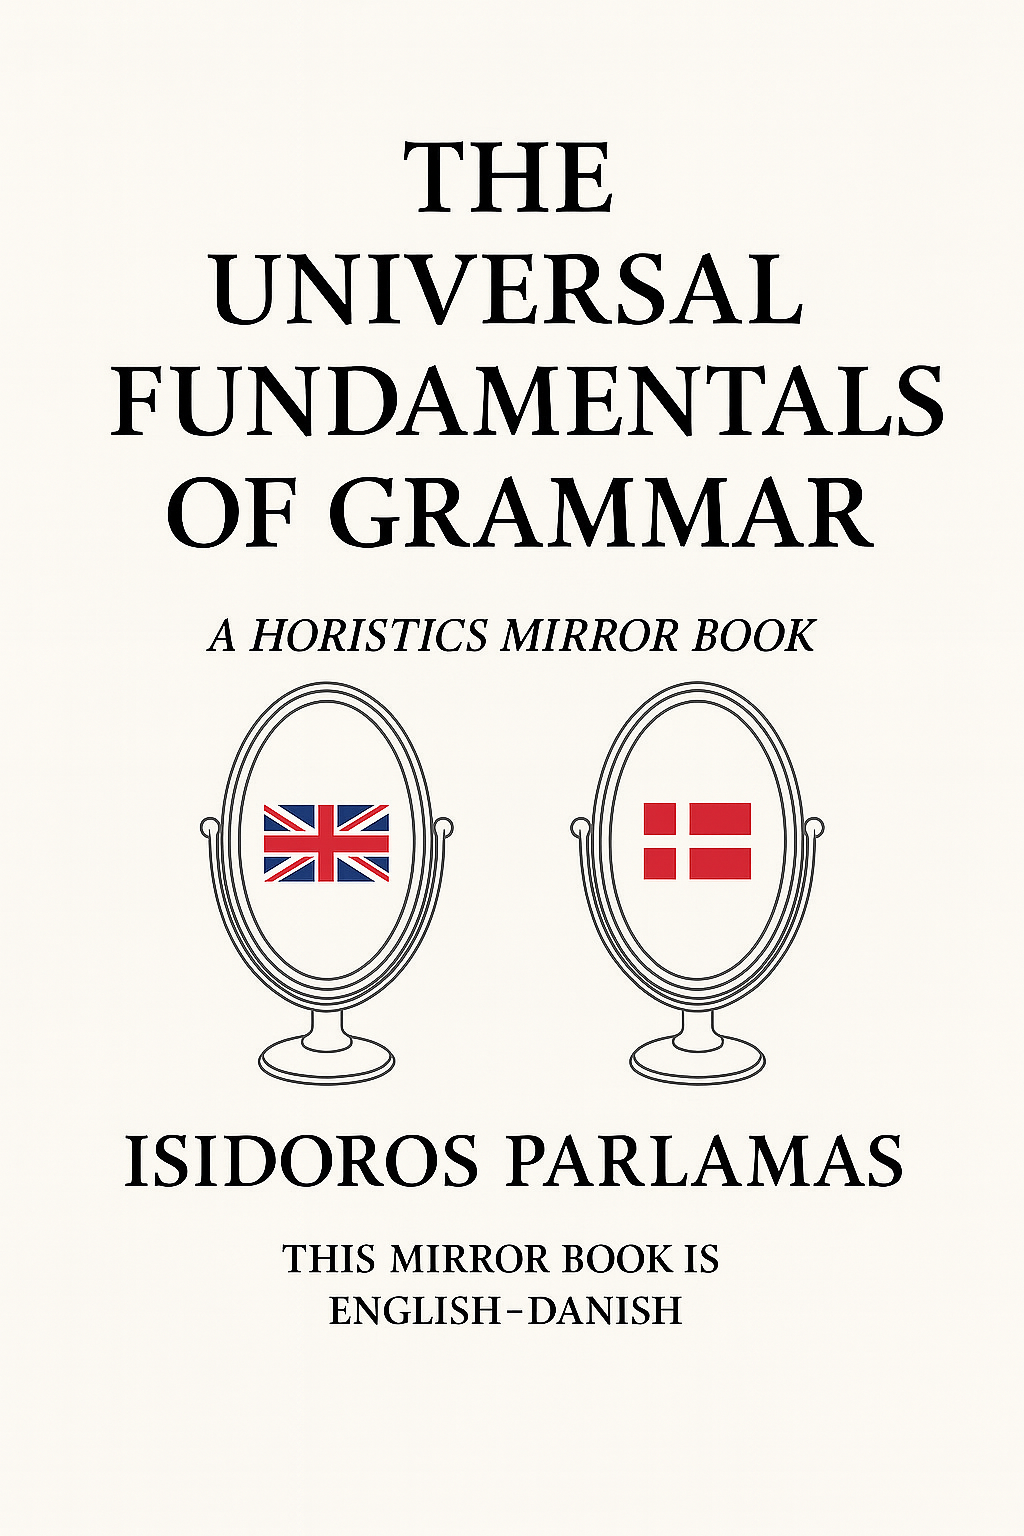 THE
UNIVERSAL
FUNDAMENTALS
OF GRAMMAR
A HORISTICS MIRROR BOOK
ISIDOROS PARLAMAS
THIS MIRROR BOOK IS
ENGLISH–DANISH